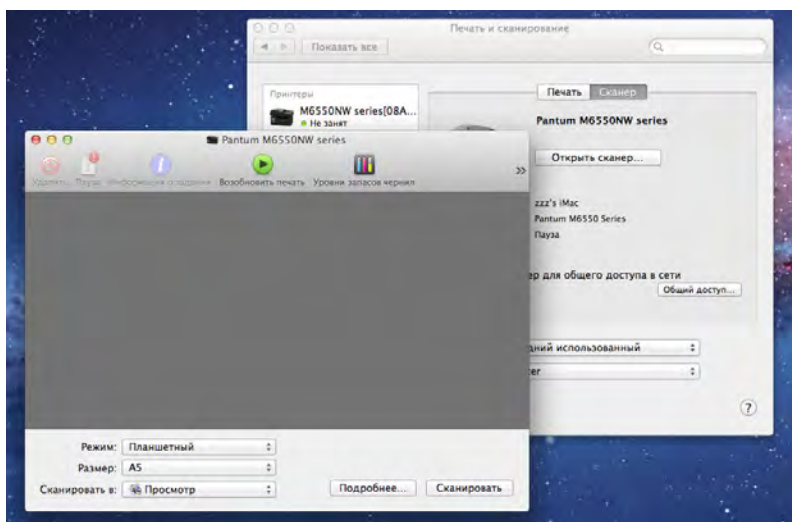 Печать и сканирование
Показать все
Принтеры
M6550NW series[08A...
Не занят
Печать
Сканер
Pantum M6550NW series
Открыть сканер...
zzz's iMac
Pantum M6550 Series
Пауза
ер для общего доступа в сети
Общий доступ...
дний использованный
er
?
Pantum M6550NW series
Удалить
Пауза
Информация о задании
Возобновить печать
Уровни запасов чернил
»
Режим:
Планшетный
Размер:
A5
Сканировать в:
Просмотр
Подробнее...
Сканировать